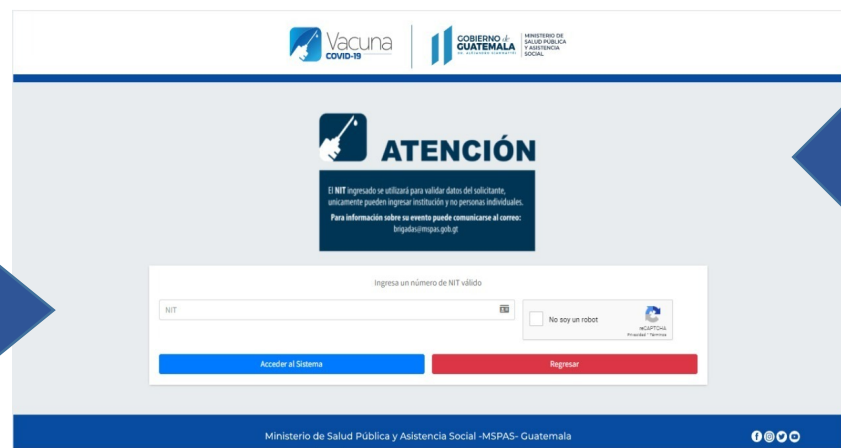 Vacuna
COVID-19
GOBIERNO de
GUATEMALA
MINISTERIO DE
SALUD PÚBLICA
Y ASISTENCIA
SOCIAL
ATENCIÓN
El NIT ingresado se utilizará para validar datos del solicitante,
unicamente pueden ingresar institución y no personas individuales.
Para información sobre su evento puede comunicarse al correo:
brigadas@mspas.gob.gt
Ingresa un número de NIT válido
NIT
No soy un robot
reCAPTCHA
Privacidad - Términos
Acceder al Sistema
Regresar
Ministerio de Salud Pública y Asistencia Social -MSPAS- Guatemala